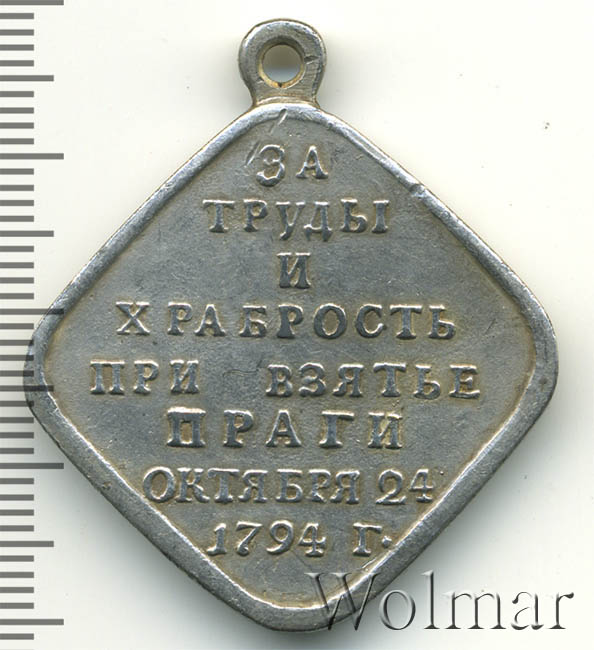 ЗА
ТРУДЫ
И
ХРАБРОСТЬ
ПРИ ВЗЯТЬЕ
ПРАГИ
ОКТЯБРЯ 24
1794 Г.
Wolmar